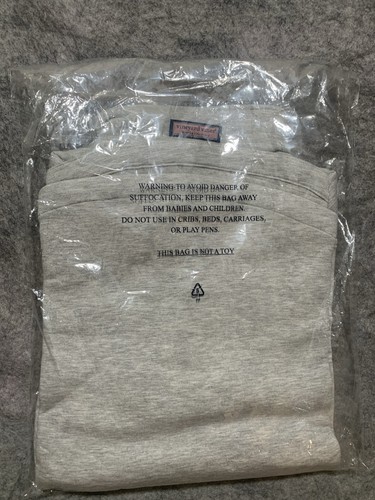 WARNING TO AVOID DANGER OF
SUFFOCATION, KEEP THIS BAG AWAY
FROM BABIES AND CHILDREN.
DO NOT USE IN CRIBS, BEDS, CARRIAGES,
OR PLAY PENS.
THIS BAG IS NOT A TOY